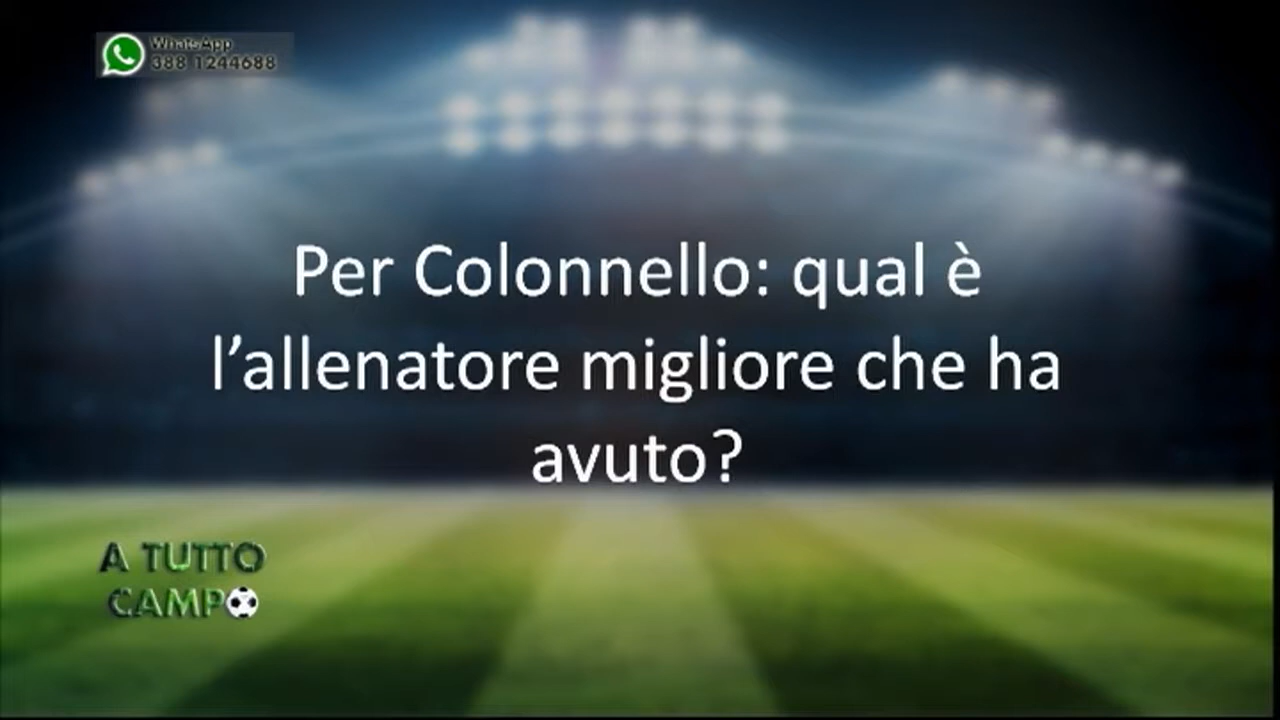 WhatsApp
388 1244688
Per Colonnello: qual è
l’allenatore migliore che ha
avuto?
A TUTTO
CAMPO